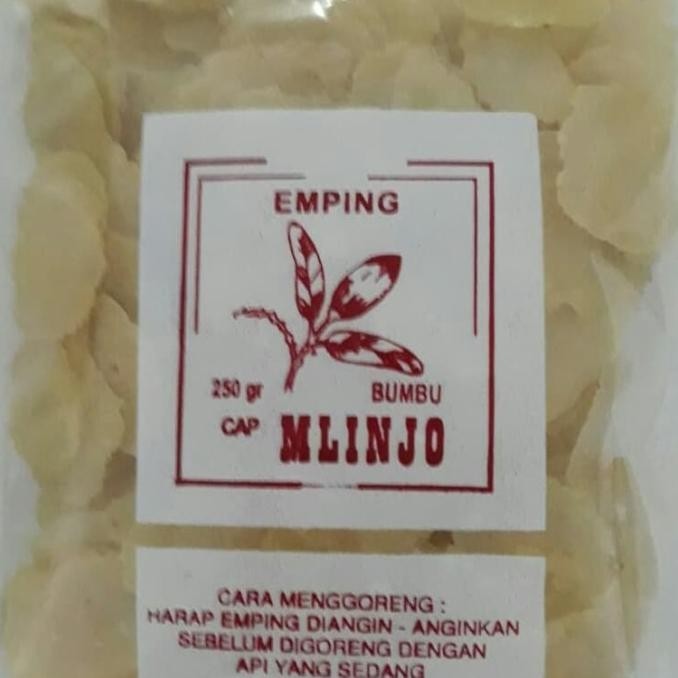 EMPING
250 gr BUMBU
CAP MLINJO
CARA MENGGORENG :
HARAP EMPING DIANGIN - ANGINKAN
SEBELUM DIGORENG DENGAN
API YANG SEDANG